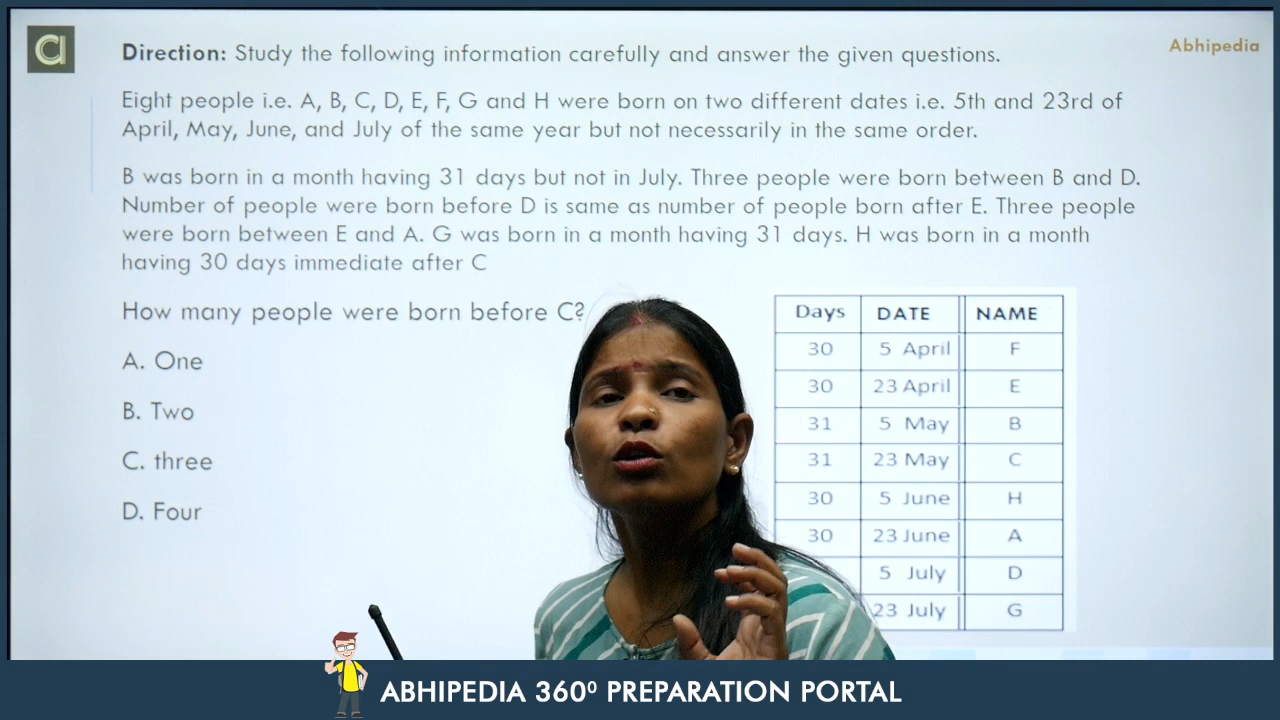 Abhipedia
Direction: Study the following information carefully and answer the given questions.
Eight people i.e. A, B, C, D, E, F, G and H were born on two different dates i.e. 5th and 23rd of
April, May, June, and July of the same year but not necessarily in the same order.
B was born in a month having 31 days but not in July. Three people were born between B and D.
Number of people were born before D is same as number of people born after E. Three people
were born between E and A. G was born in a month having 31 days. H was born in a month
having 30 days immediate after C
How many people were born before C?
A. One
B. Two
C. three
D. Four
Days DATE NAME
30 5 April F
30 23 April E
31 5 May B
31 23 May C
30 5 June H
30 23 June A
5 July D
23 July G
ABHIPEDIA 360⁰ PREPARATION PORTAL